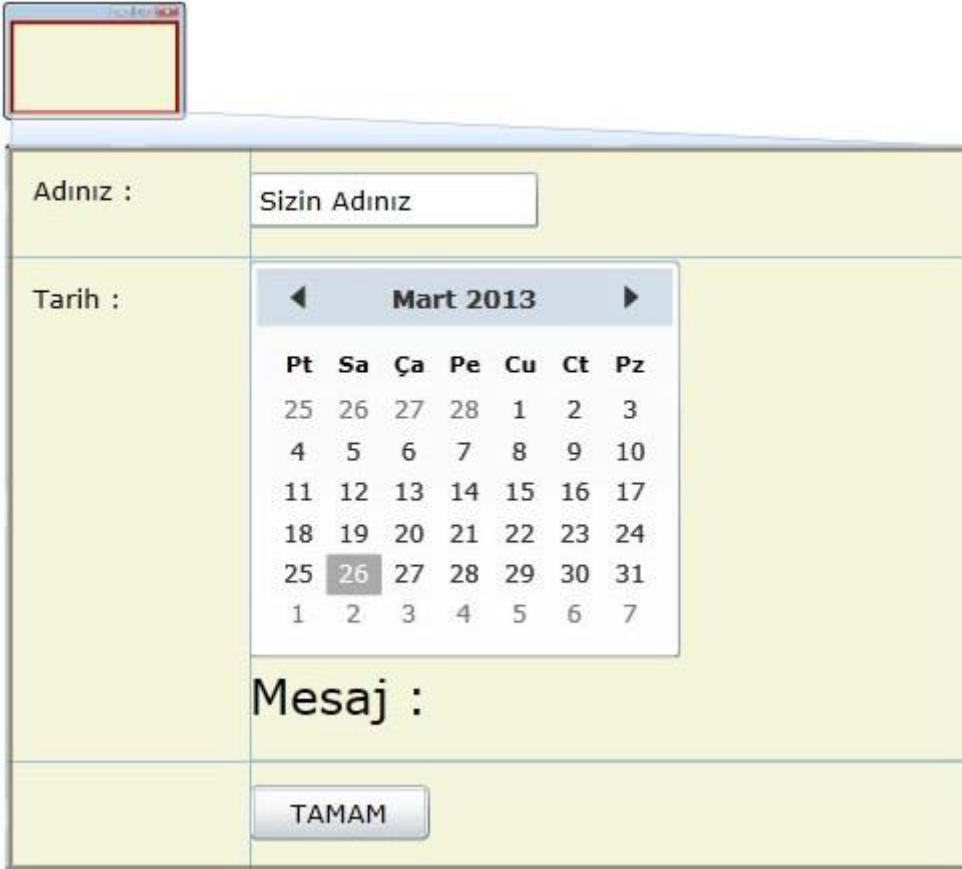 Adınız :
Sizin Adınız
Tarih :
Mart 2013
Pt Sa Ça Pe Cu Ct Pz
25 26 27 28 1 2 3
4 5 6 7 8 9 10
11 12 13 14 15 16 17
18 19 20 21 22 23 24
25 26 27 28 29 30 31
1 2 3 4 5 6 7
Mesaj :
TAMAM